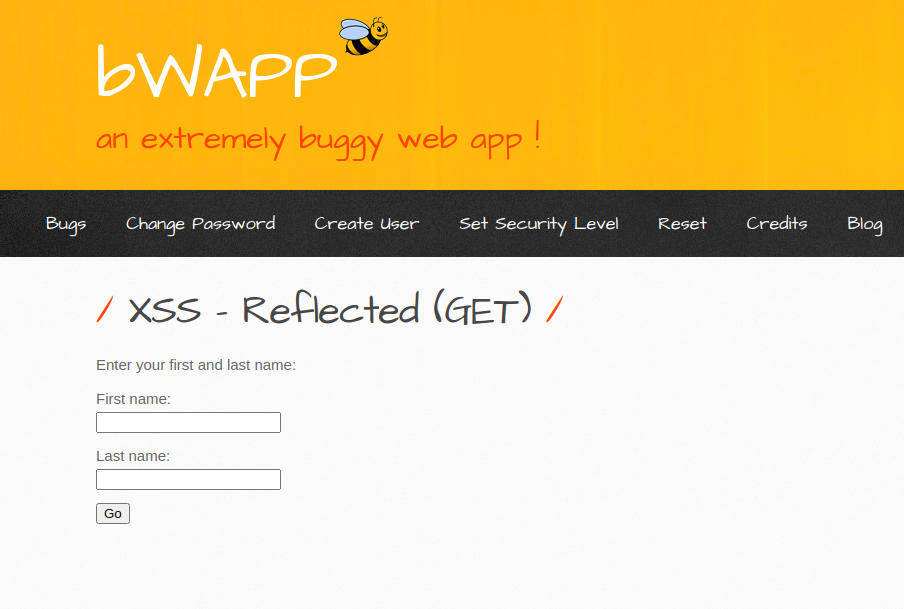 bWAPP
an extremely buggy web app !
Bugs Change Password Create User Set Security Level Reset Credits Blog
/ XSS - Reflected (GET) /
Enter your first and last name:
First name:
Last name:
Go